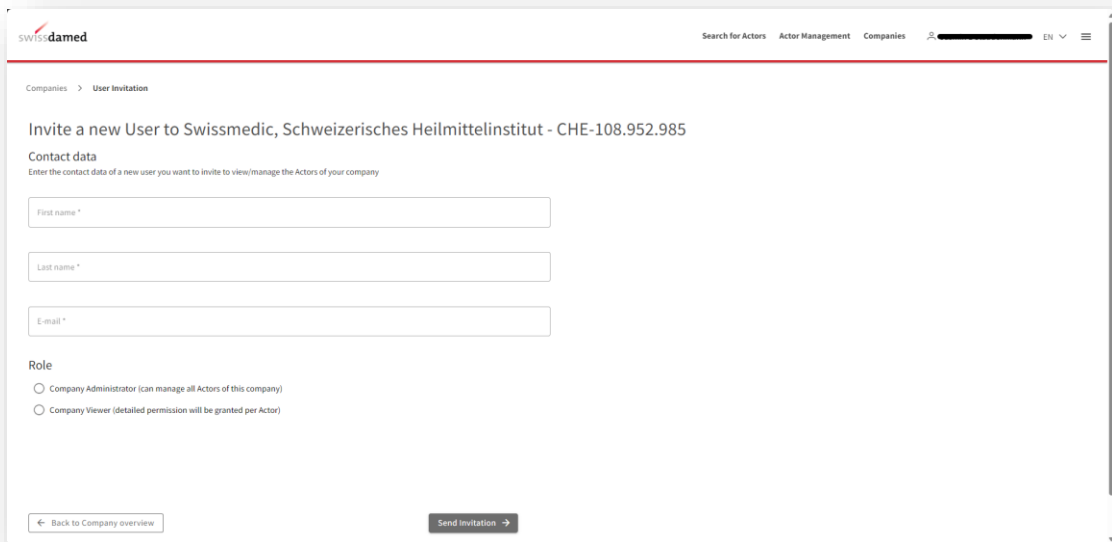 swissdamed
Search for Actors Actor Management Companies EN
Companies > User Invitation
Invite a new User to Swissmedic, Schweizerisches Heilmittelinstitut - CHE-108.952.985
Contact data
Enter the contact data of a new user you want to invite to view/manage the Actors of your company
First name *
Last name *
E-mail *
Role
Company Administrator (can manage all Actors of this company)
Company Viewer (detailed permission will be granted per Actor)
← Back to Company overview Send Invitation →